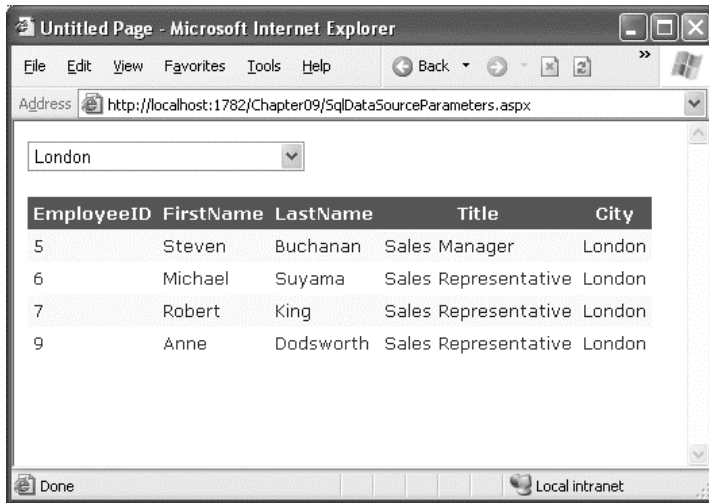 Untitled Page - Microsoft Internet Explorer
File Edit View Favorites Tools Help Back »
Address http://localhost:1782/Chapter09/SqlDataSourceParameters.aspx
London
EmployeeID FirstName LastName Title City
5 Steven Buchanan Sales Manager London
6 Michael Suyama Sales Representative London
7 Robert King Sales Representative London
9 Anne Dodsworth Sales Representative London
Done Local intranet